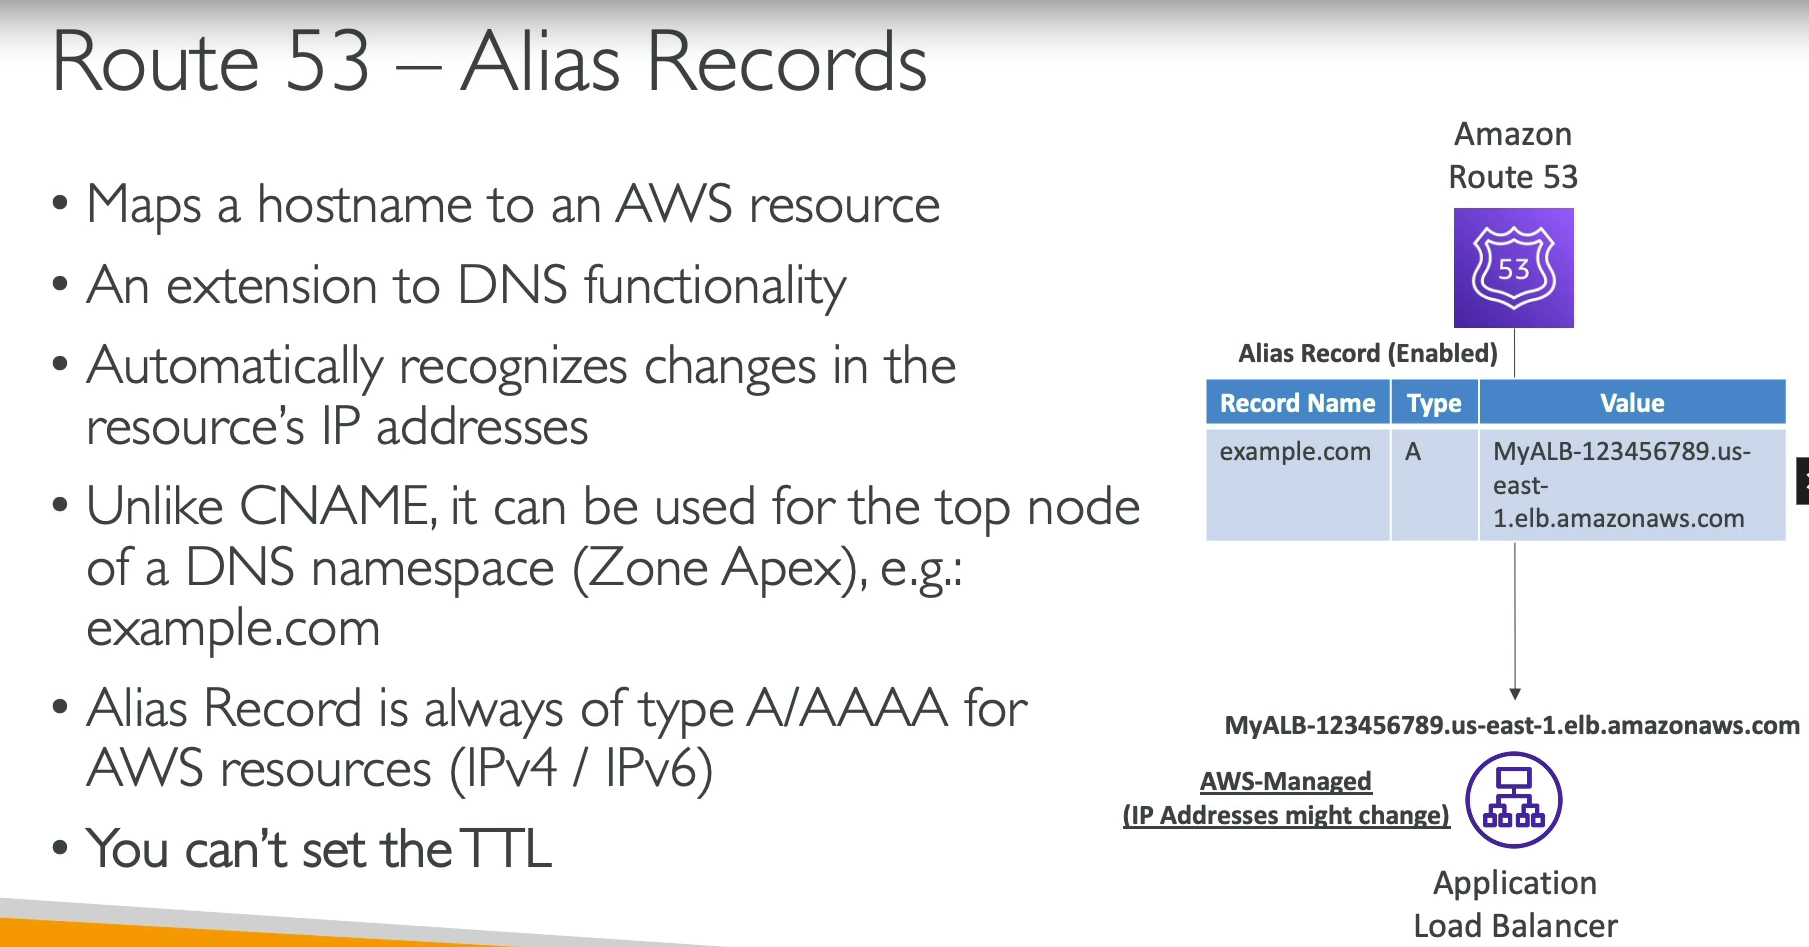 Route 53 – Alias Records
• Maps a hostname to an AWS resource
• An extension to DNS functionality
• Automatically recognizes changes in the
resource’s IP addresses
• Unlike CNAME, it can be used for the top node
of a DNS namespace (Zone Apex), e.g.:
example.com
• Alias Record is always of type A/AAAA for
AWS resources (IPv4 / IPv6)
• You can’t set the TTL
Amazon
Route 53
53
Alias Record (Enabled)
Record Name Type Value
example.com A MyALB-123456789.us-
east-
1.elb.amazonaws.com
MyALB-123456789.us-east-1.elb.amazonaws.com
AWS-Managed
(IP Addresses might change)
Application
Load Balancer